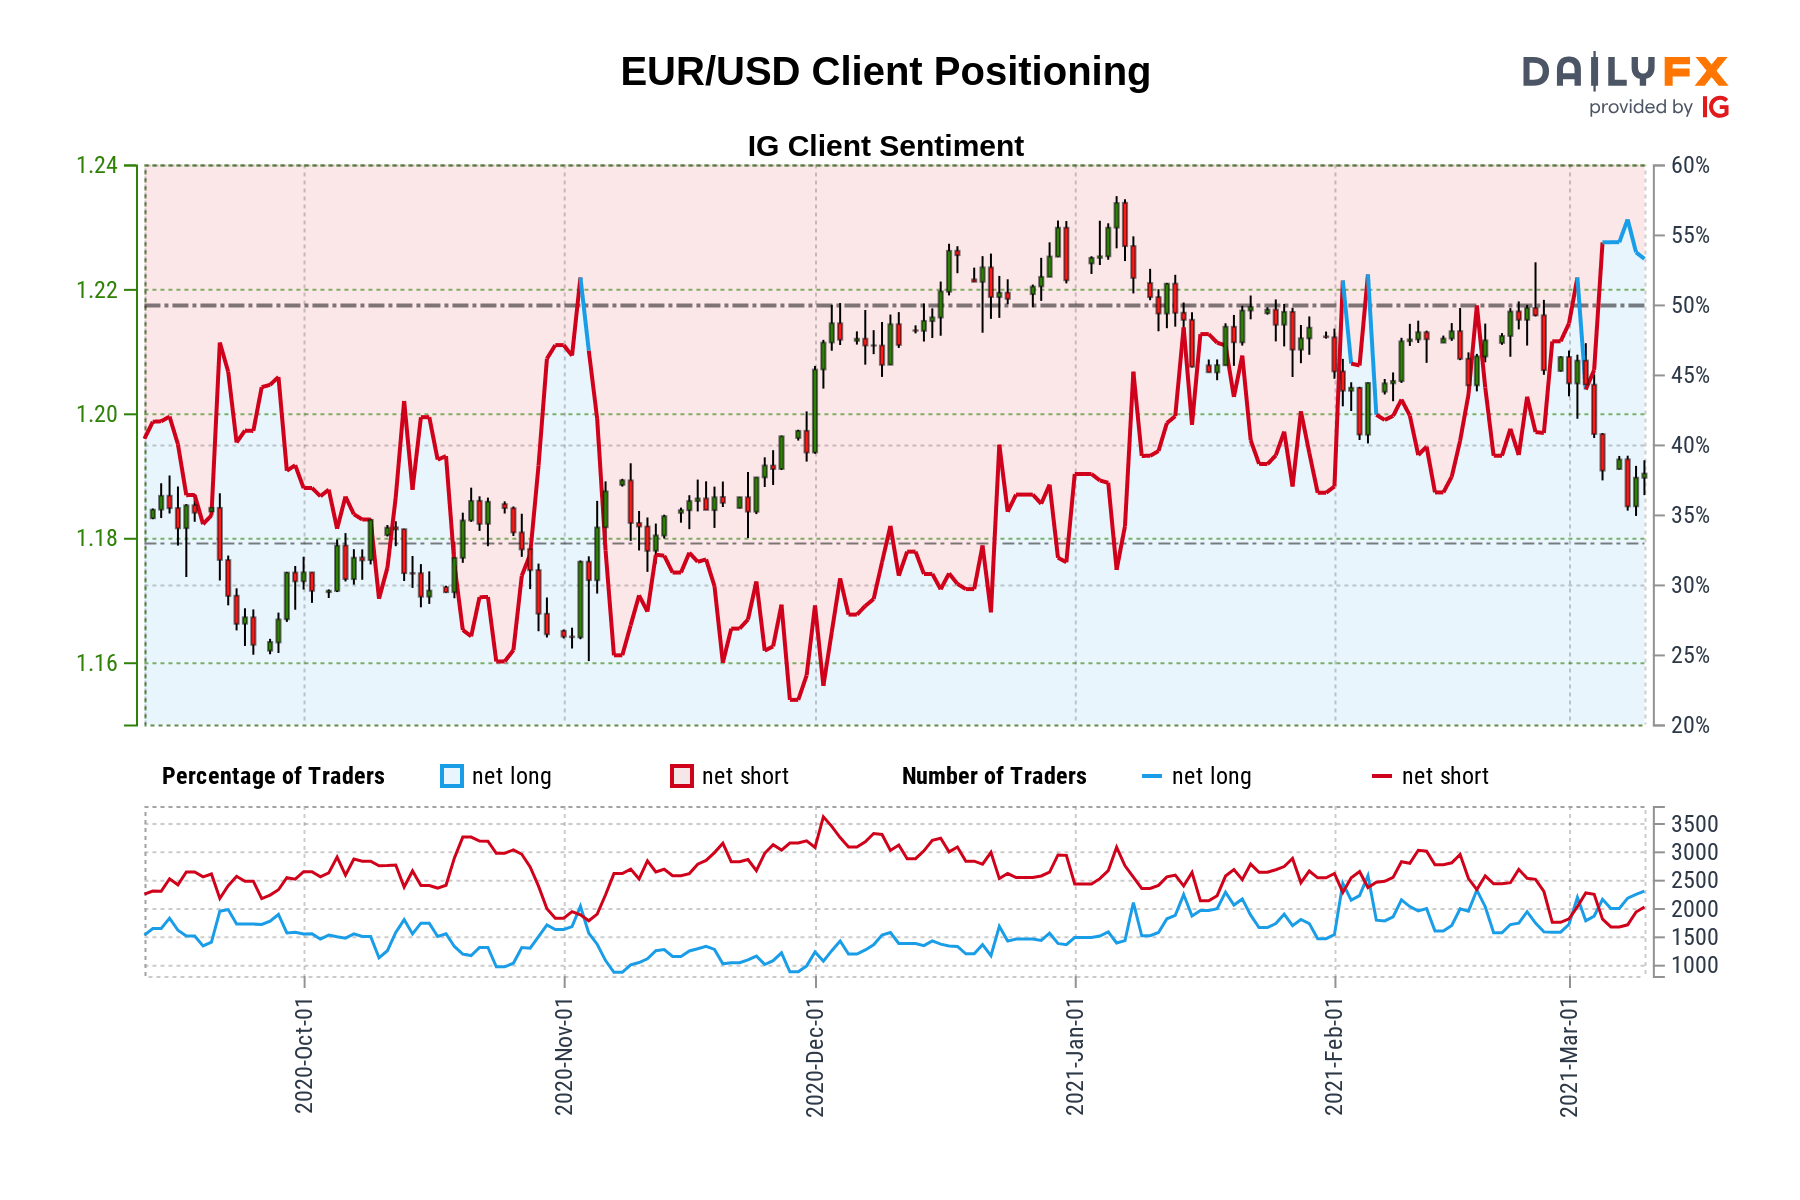 EUR/USD Client Positioning
DAILYFX
provided by IG
IG Client Sentiment
1.24
1.22
1.20
1.18
1.16
60%
55%
50%
45%
40%
35%
30%
25%
20%
Percentage of Traders net long net short Number of Traders net long net short
3500
3000
2500
2000
1500
1000
2020-Oct-01
2020-Nov-01
2020-Dec-01
2021-Jan-01
2021-Feb-01
2021-Mar-01